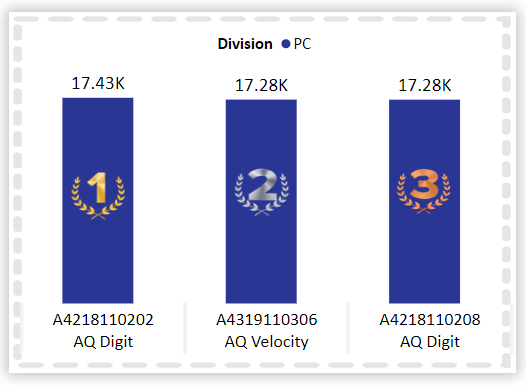 Division PC
17.43K
17.28K
17.28K
1
2
3
A4218110202
AQ Digit
A4319110306
AQ Velocity
A4218110208
AQ Digit